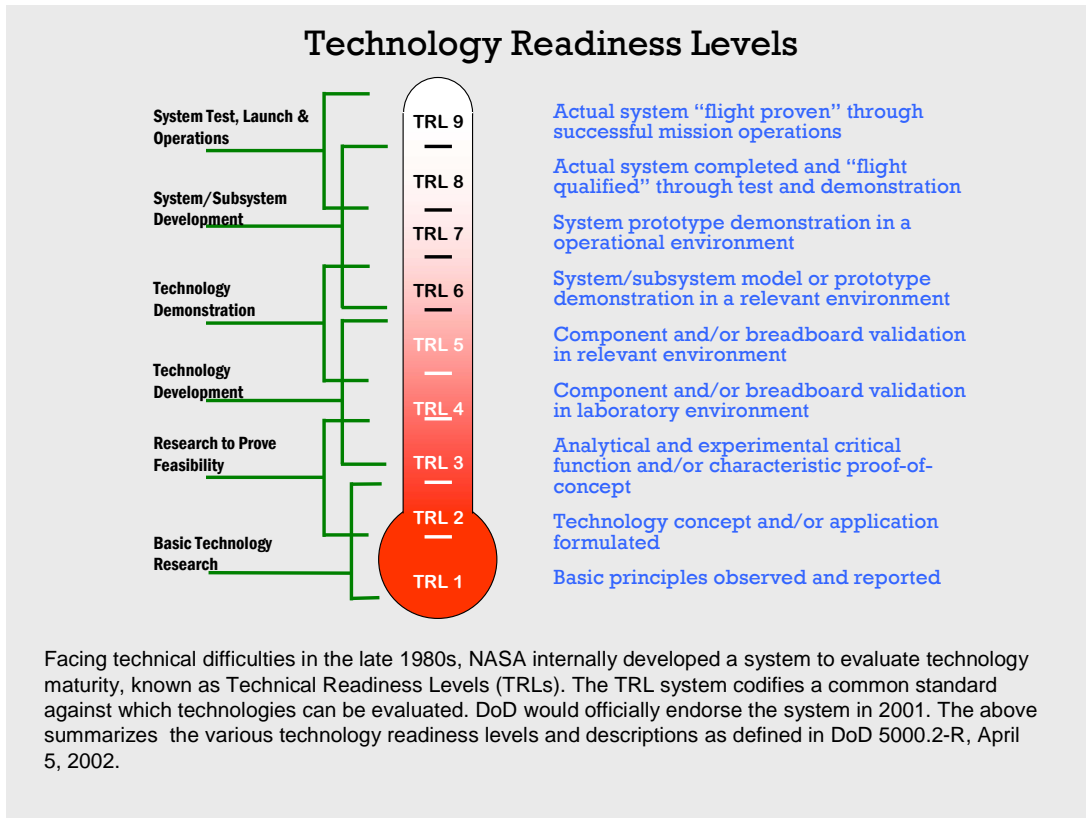 Technology Readiness Levels
System Test, Launch &
Operations
System/Subsystem
Development
Technology
Demonstration
Technology
Development
Research to Prove
Feasibility
Basic Technology
Research
TRL 9
TRL 8
TRL 7
TRL 6
TRL 5
TRL 4
TRL 3
TRL 2
TRL 1
Actual system “flight proven” through
successful mission operations
Actual system completed and “flight
qualified” through test and demonstration
System prototype demonstration in a
operational environment
System/subsystem model or prototype
demonstration in a relevant environment
Component and/or breadboard validation
in relevant environment
Component and/or breadboard validation
in laboratory environment
Analytical and experimental critical
function and/or characteristic proof-of-
concept
Technology concept and/or application
formulated
Basic principles observed and reported
Facing technical difficulties in the late 1980s, NASA internally developed a system to evaluate technology
maturity, known as Technical Readiness Levels (TRLs). The TRL system codifies a common standard
against which technologies can be evaluated. DoD would officially endorse the system in 2001. The above
summarizes  the various technology readiness levels and descriptions as defined in DoD 5000.2-R, April
5, 2002.